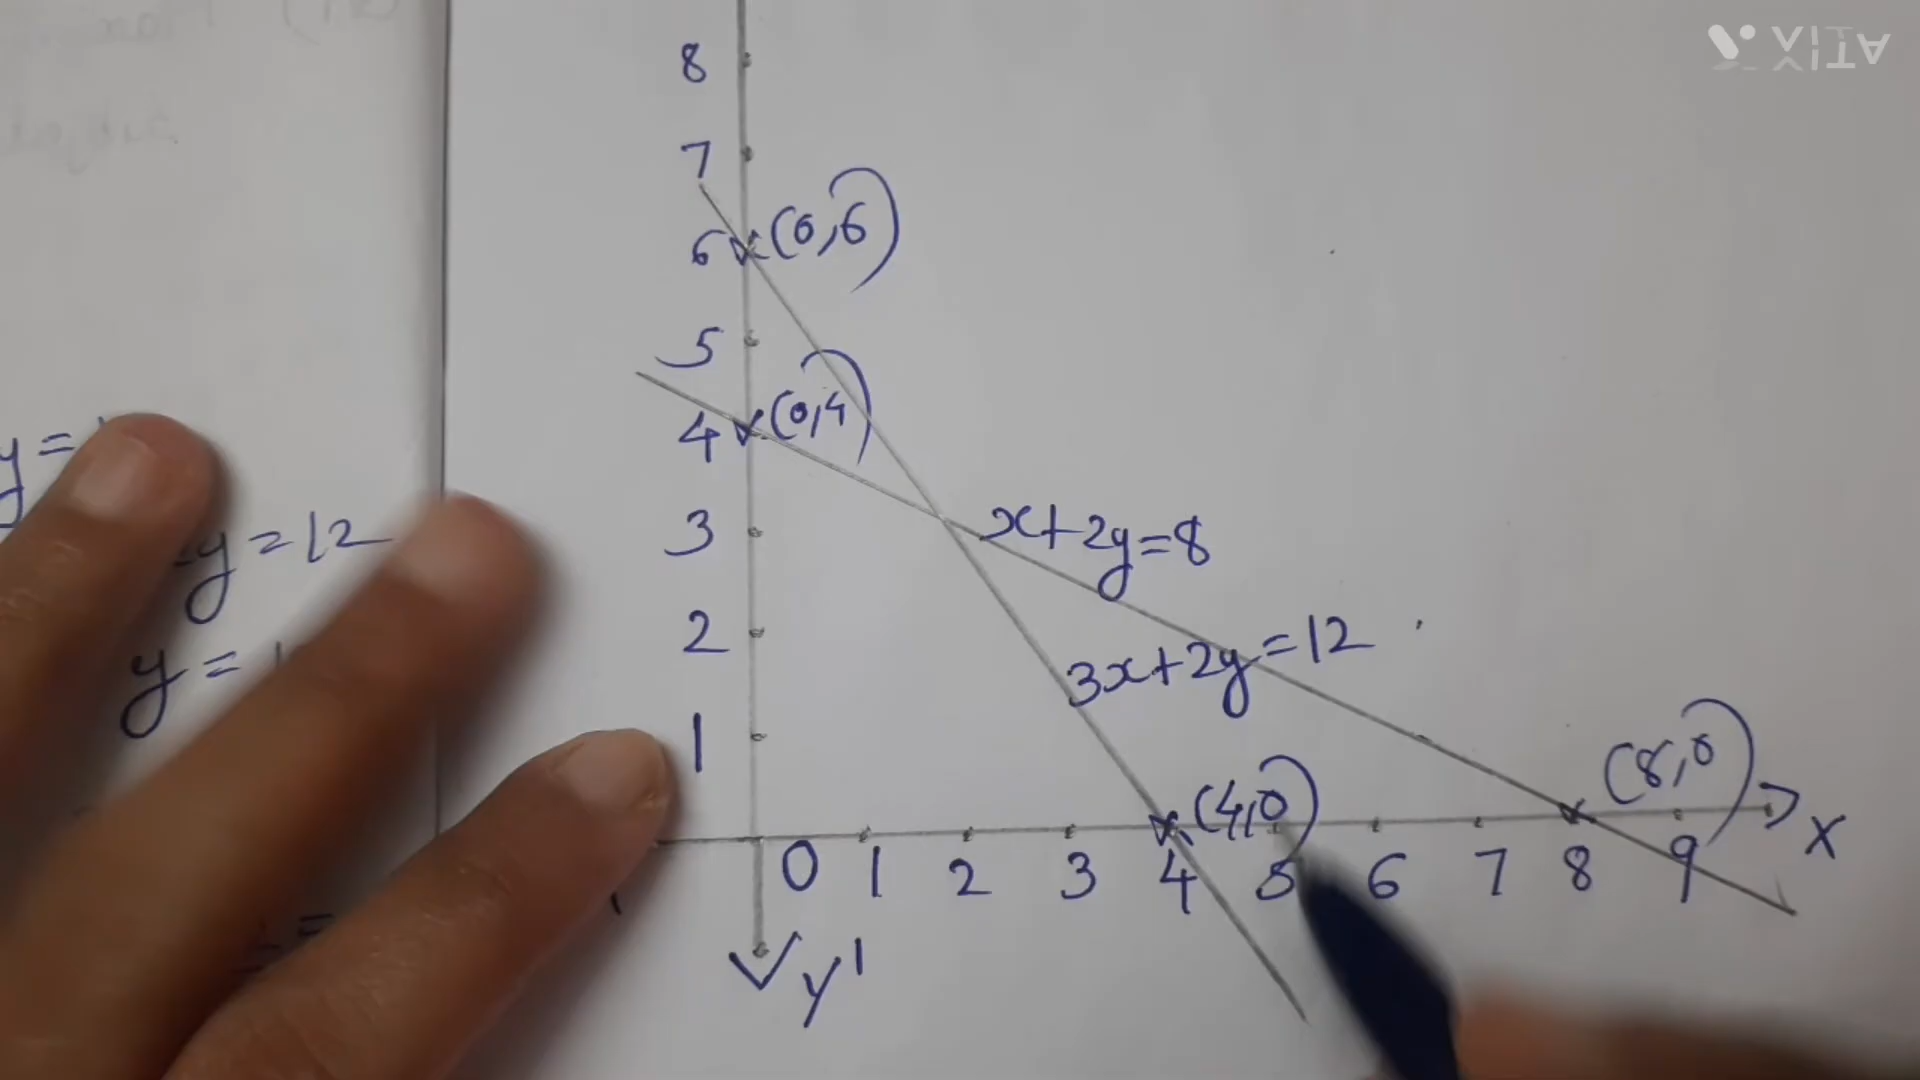 VITA
8
7
6 (0,6)
5
4 (0,4)
3 x+2y=8
2 3x+2y=12
1
(4,0) (8,0)
0 1 2 3 4 5 6 7 8 9 X
y'
y=
y=12
y=